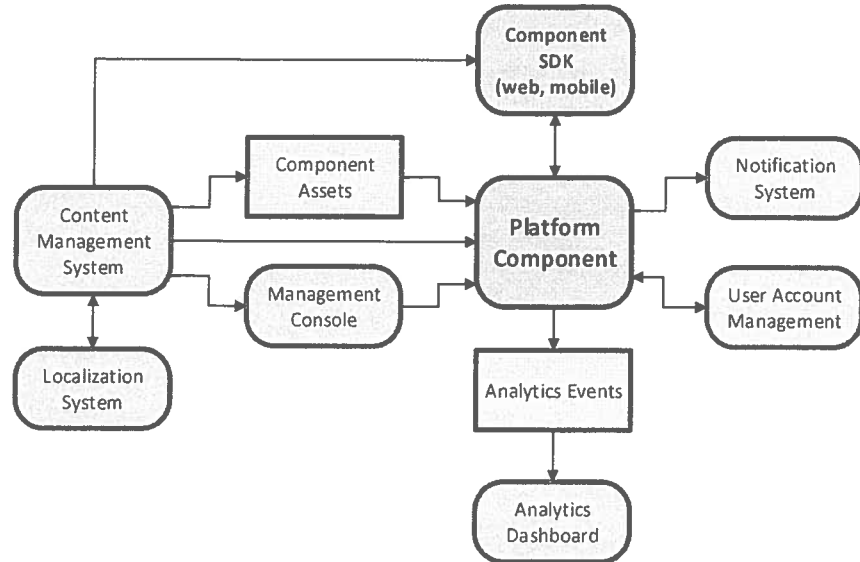 Component
SDK
(web, mobile)
Component
Assets
Notification
System
Content
Management
System
Platform
Component
Management
Console
User Account
Management
Localization
System
Analytics Events
Analytics
Dashboard